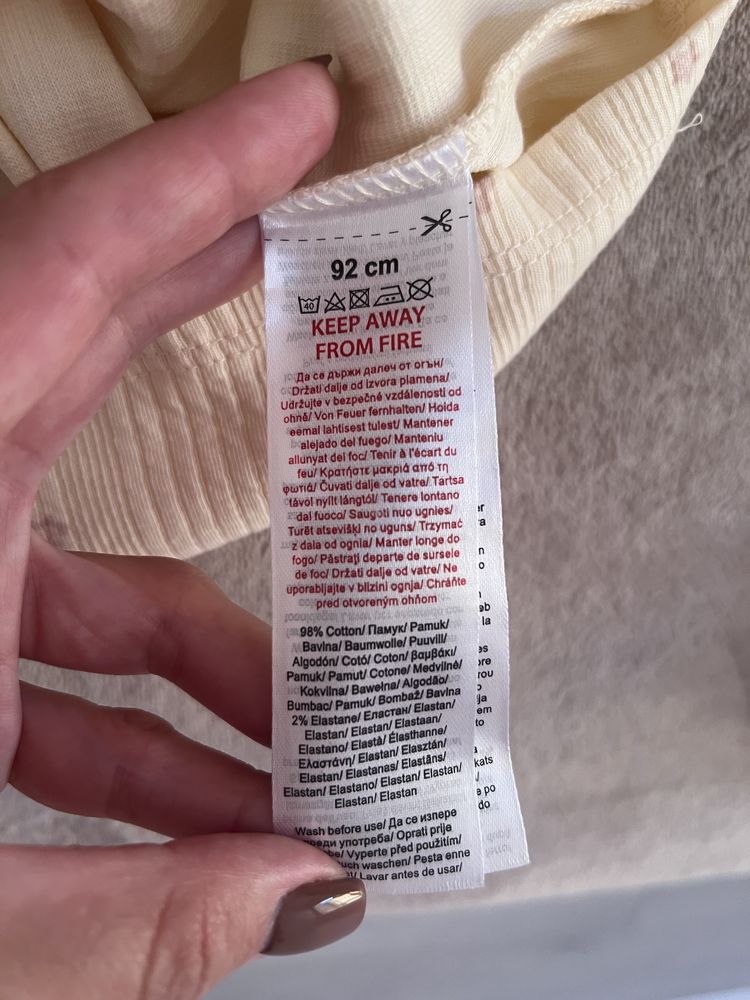 92 cm
40
KEEP AWAY
FROM FIRE
Да се държи далеч от огън/
Držati dalje od izvora plamena/
Udržujte v bezpečné vzdálenosti od
ohně/ Von Feuer fernhalten/ Hoida
eemal lahtisest tulest/ Mantener
alejado del fuego/ Manteniu
allunyat del foc/ Tenir à l'écart du
feu/ Κρατήστε μακριά από τη
φωτιά/ Čuvati dalje od vatre/ Tartsa
távol nyílt lángtól/ Tenere lontano
dal fuoco/ Saugoti nuo ugnies/
Turēt atsevišķi no uguns/ Trzymać
z dala od ognia/ Manter longe do
fogo/ Păstrați departe de sursele
de foc/ Držati dalje od vatre/ Ne
uporabljajte v blizini ognja/ Chráňte
pred otvoreným ohňom
98% Cotton/ Памук/ Pamuk/
Bavlna/ Baumwolle/ Puuvill/
Algodón/ Cotó/ Coton/ βαμβάκι/
Pamuk/ Pamut/ Cotone/ Medvilnė/
Kokvilna/ Bawełna/ Algodão/
Bumbac/ Pamuk/ Bombaž/ Bavlna
2% Elastane/ Еластан/ Elastan/
Elastan/ Elastan/ Elastaan/
Elastano/ Elastà/ Élasthanne/
Ελαστάνη/ Elastan/ Elasztán/
Elastan/ Elastanas/ Elastāns/
Elastan/ Elastano/ Elastan/ Elastan/
Elastan/ Elastan
Wash before use/ Да се изпере
преди употреба/ Oprati prije
Vyperte před použitím/
waschen/ Pesta enne
Lavar antes de usar/